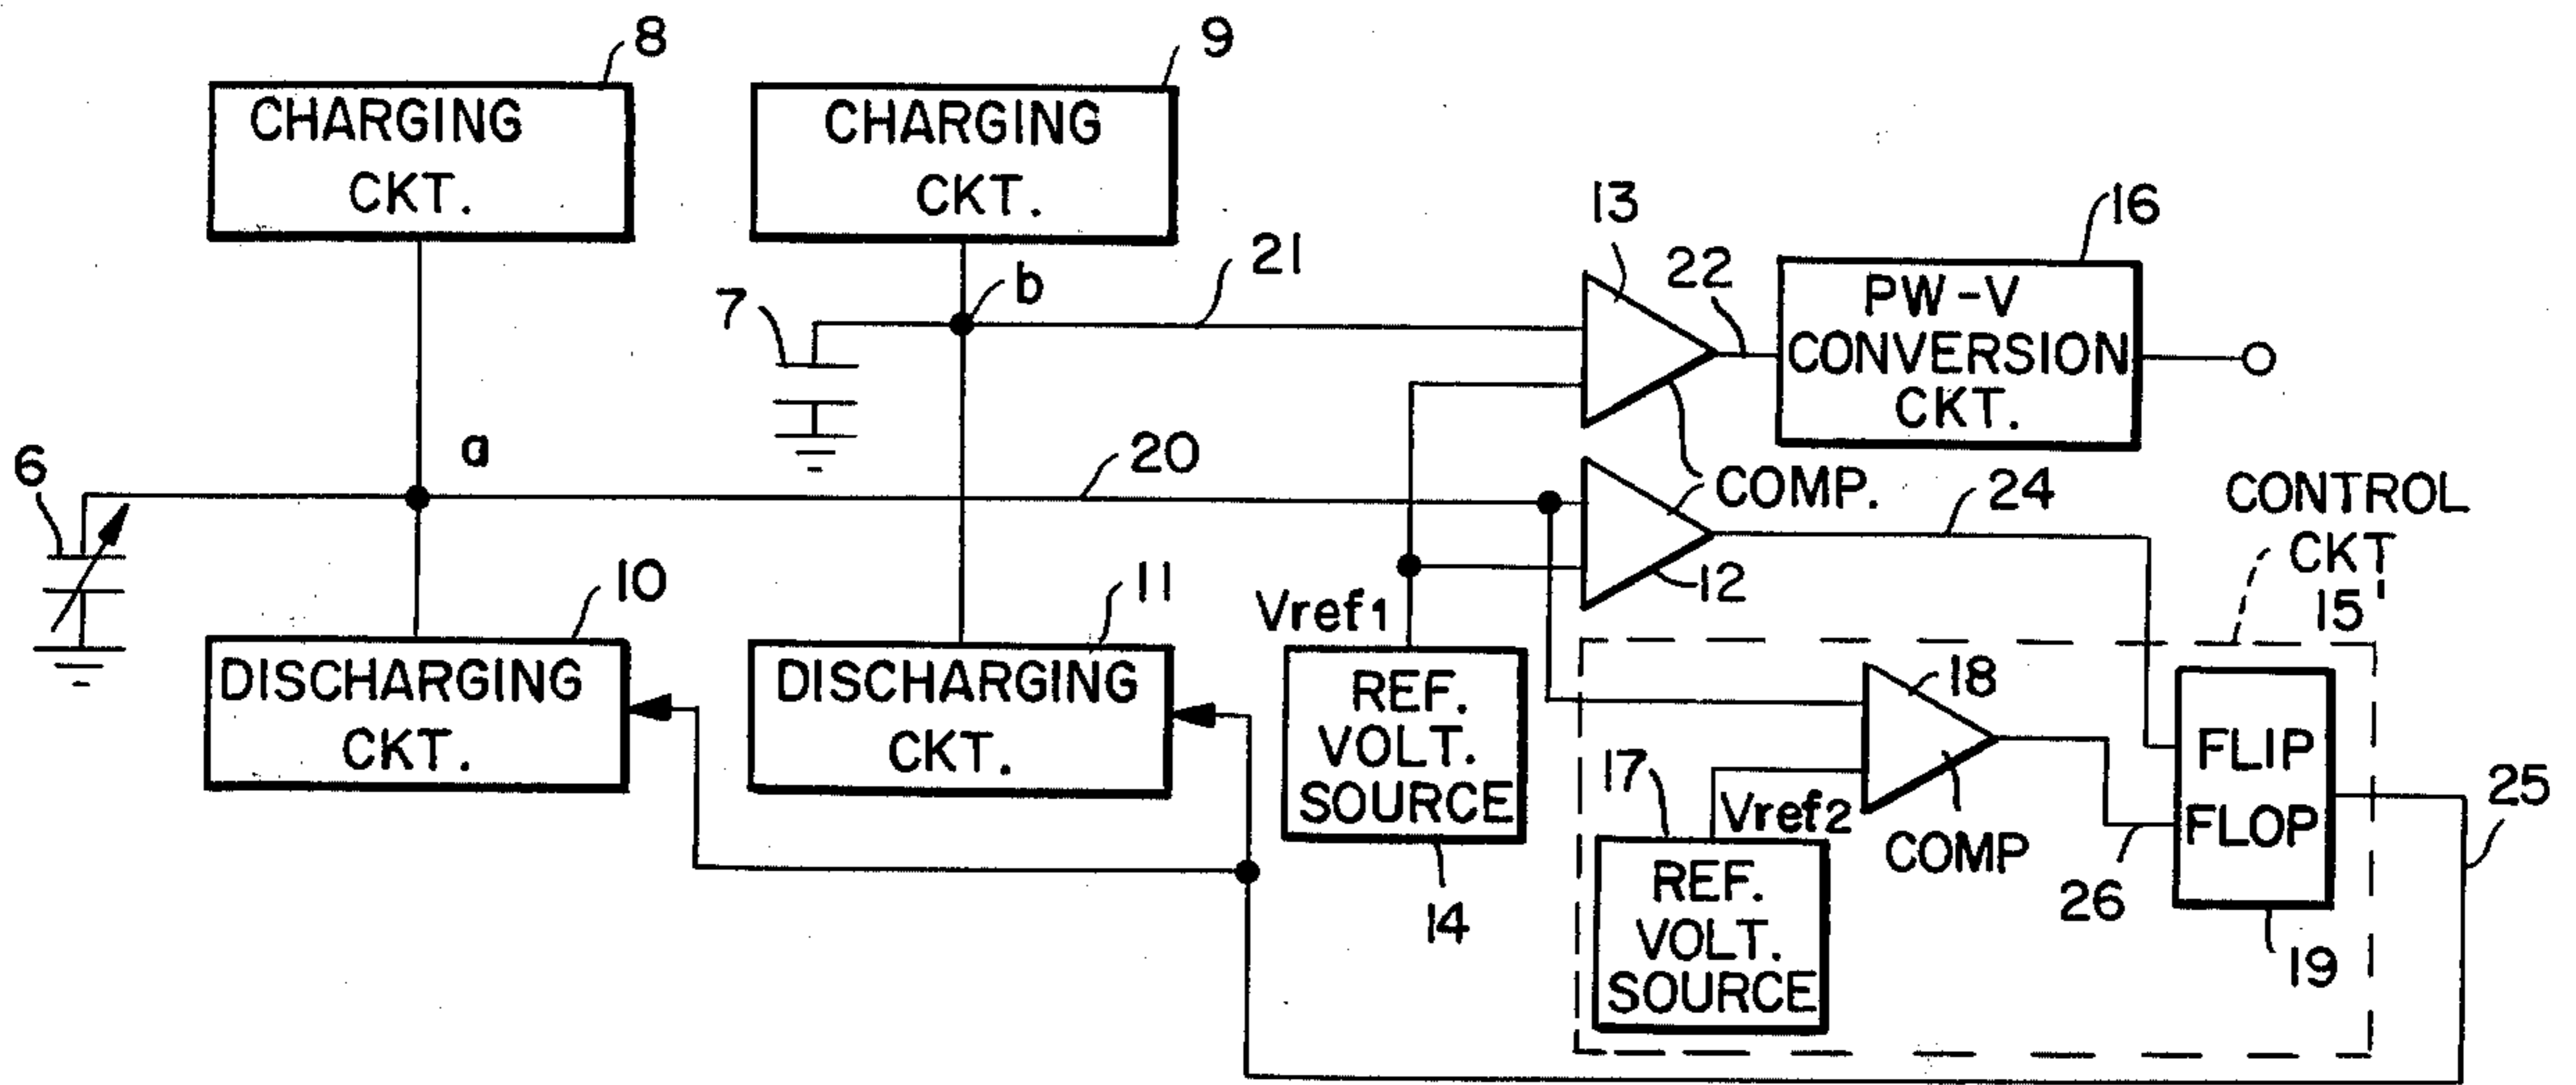 8
9
CHARGING
CKT.
CHARGING
CKT.
13
16
21
22
b
7
PW-V
CONVERSION
CKT.
a
20
6
COMP.
24
CONTROL
CKT
15'
10
11
12
Vref1
DISCHARGING
CKT.
DISCHARGING
CKT.
REF.
VOLT.
SOURCE
18
FLIP
FLOP
17
Vref2
COMP
25
14
REF.
VOLT.
SOURCE
26
19